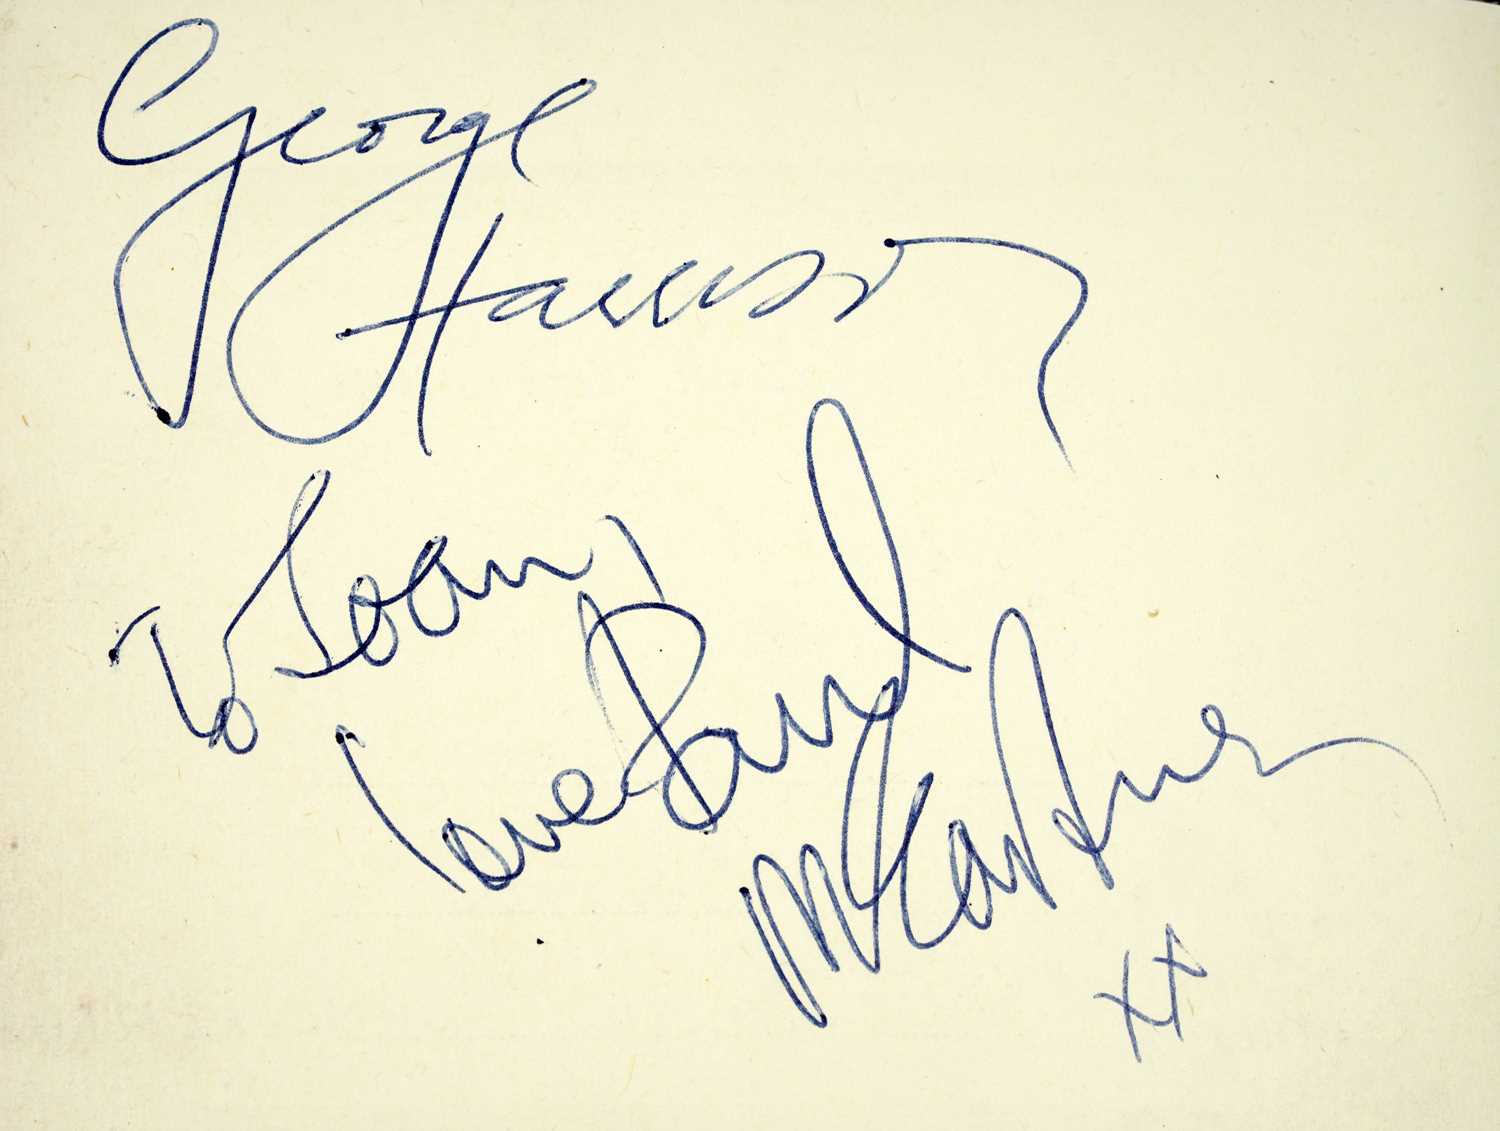 George
Harrison
To Joan,
love Paul
McCartney
xx